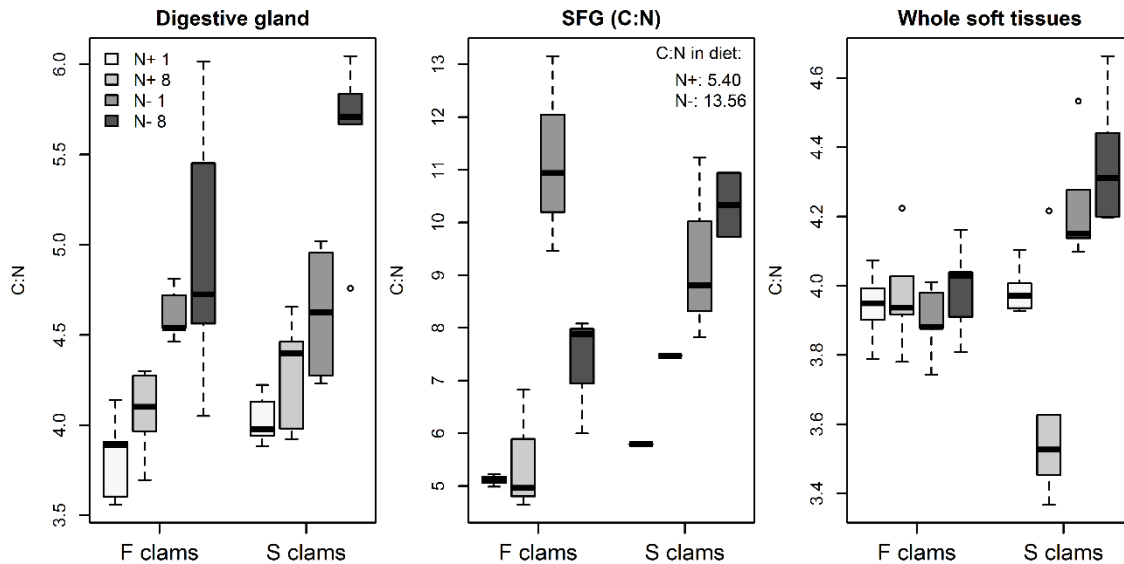 Digestive gland
SFG (C:N)
Whole soft tissues
N+ 1
N+ 8
N- 1
N- 8
C:N
6.0
5.5
5.0
4.5
4.0
3.5
F clams
S clams
C:N in diet:
N+: 5.40
N-: 13.56
C:N
13
12
11
10
9
8
7
6
5
F clams
S clams
C:N
4.6
4.4
4.2
4.0
3.8
3.6
3.4
F clams
S clams